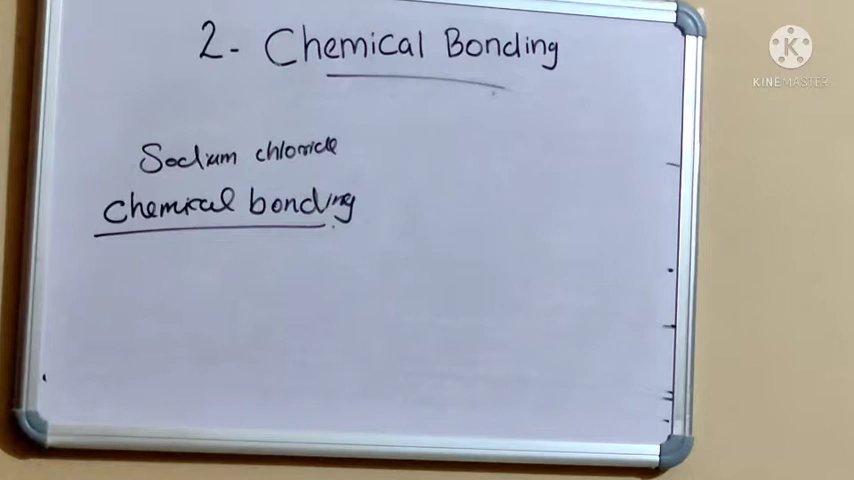 2- Chemical Bonding
Sodium chloride
chemical bonding
KINEMASTER